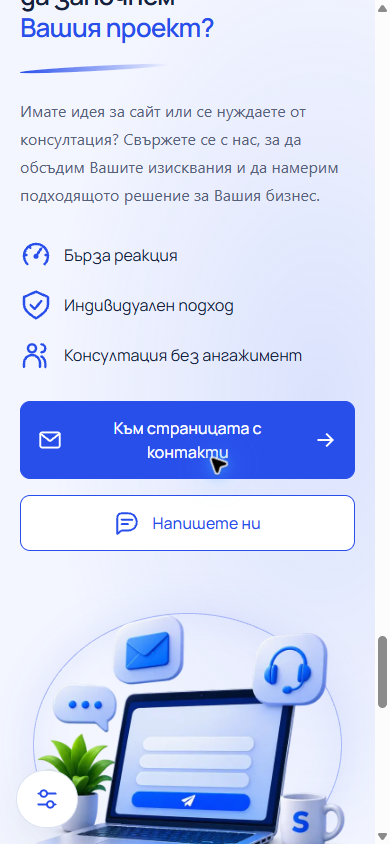 да започнем
Вашия проект?
Имате идея за сайт или се нуждаете от
консултация? Свържете се с нас, за да
обсъдим Вашите изисквания и да намерим
подходящото решение за Вашия бизнес.
Бърза реакция
Индивидуален подход
Консултация без ангажимент
Към страницата с
контакти
Напишете ни
S